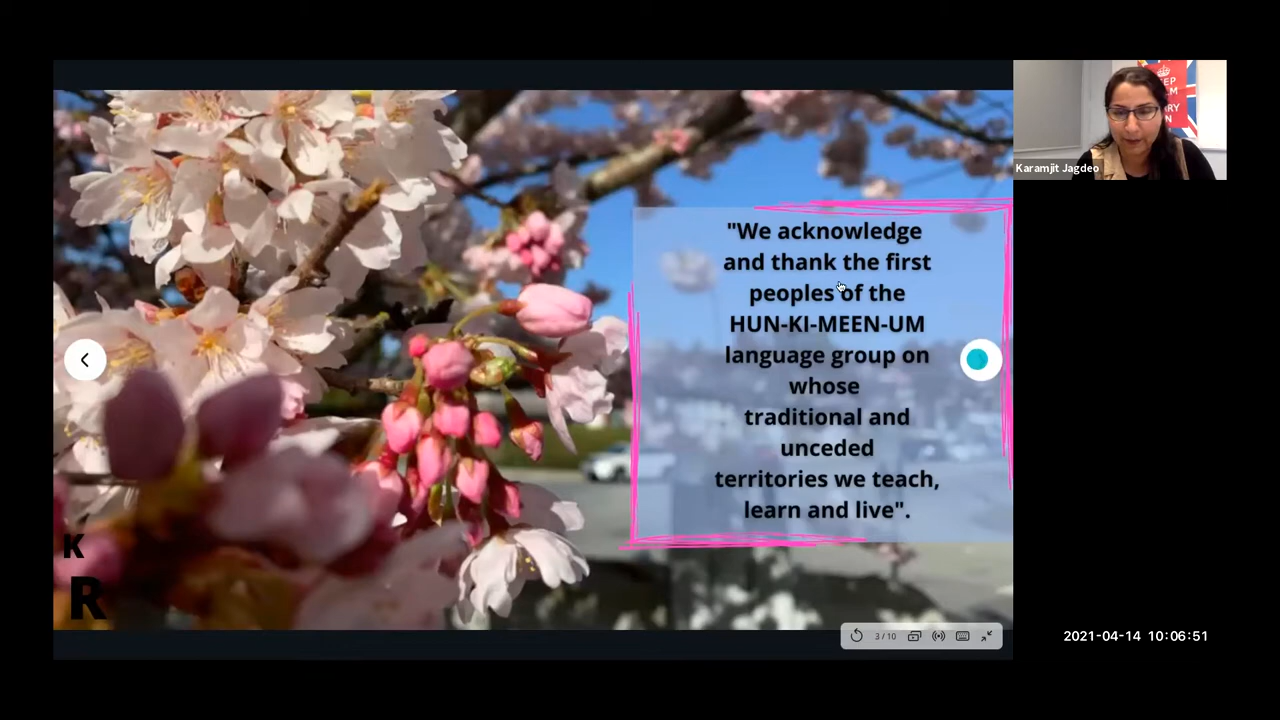 "We acknowledge
and thank the first
peoples of the
HUN-KI-MEEN-UM
language group on
whose
traditional and
unceded
territories we teach,
learn and live".
K
R
Karamjit Jagdeo
3 / 10
2021-04-14 10:06:51